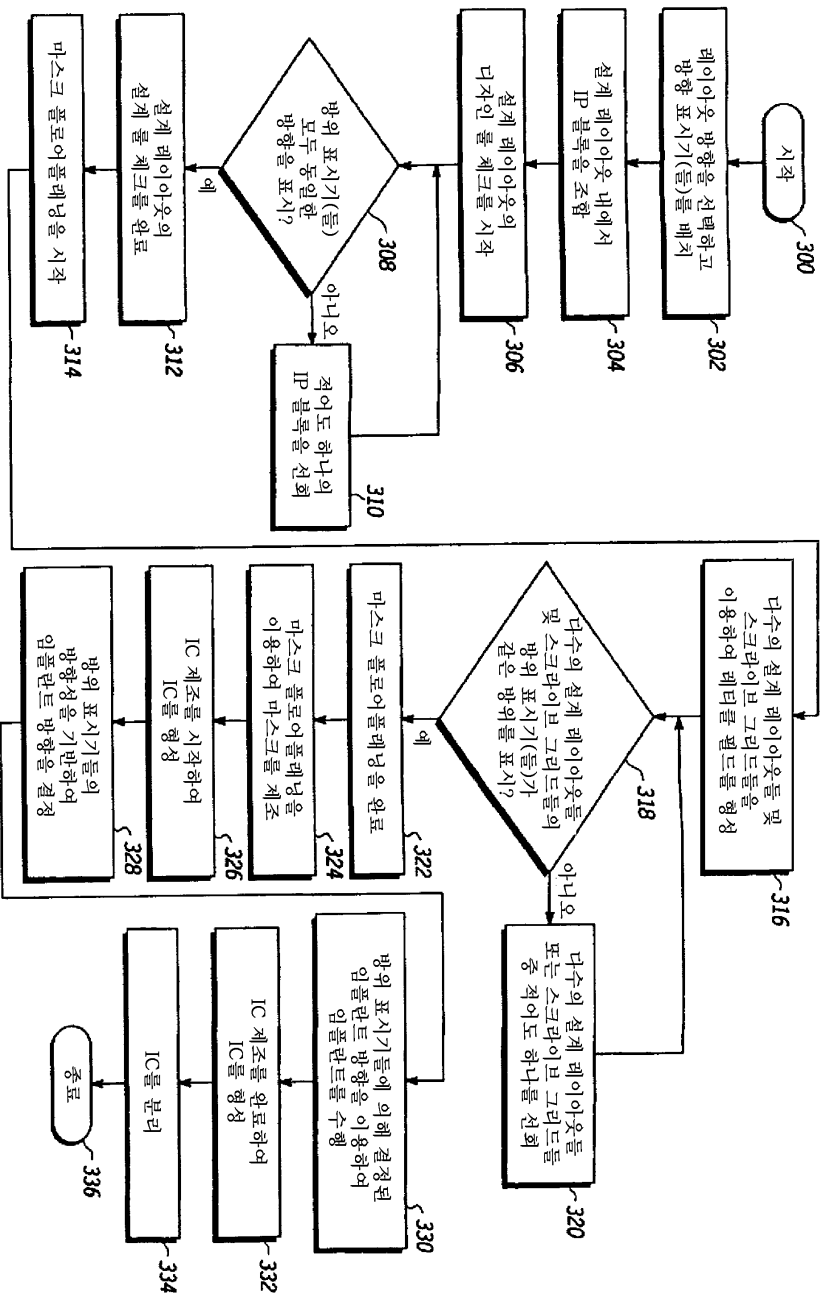 시작
300
레이아웃 방향을 선택하고
방향 표시기(들)를 배치
302
설계 레이아웃 내에서
IP 블록을 조합
304
설계 레이아웃의
디자인 룰 체크를 시작
306
방위 표시기(들)
모두 동일한
방향을 표시?
308
아니오
적어도 하나의
IP 블록을 선회
310
예
설계 레이아웃의
설계 룰 체크를 완료
312
마스크 플로어플래닝을 시작
314
다수의 설계 레이아웃들 및
스크라이브 그리드들을
이용하여 레티클 필드를 형성
316
다수의 설계 레이아웃들
및 스크라이브 그리드들의
방위 표시기(들)가
같은 방위를 표시?
318
아니오
다수의 설계 레이아웃들
또는 스크라이브 그리드들
중 적어도 하나를 선회
320
예
마스크 플로어플래닝을 완료
322
마스크 플로어플래닝을
이용하여 마스크를 제조
324
IC 제조를 시작하여
IC를 형성
326
방위 표시기들의
방향성을 기반하여
임플란트 방향을 결정
328
방위 표시기들에 의해 결정된
임플란트 방향을 이용하여
임플란트를 수행
330
IC 제조를 완료하여
IC를 형성
332
IC를 분리
334
종료
336